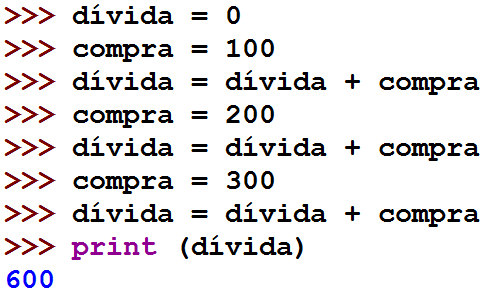 >>> dívida = 0
>>> compra = 100
>>> dívida = dívida + compra
>>> compra = 200
>>> dívida = dívida + compra
>>> compra = 300
>>> dívida = dívida + compra
>>> print (dívida)
600